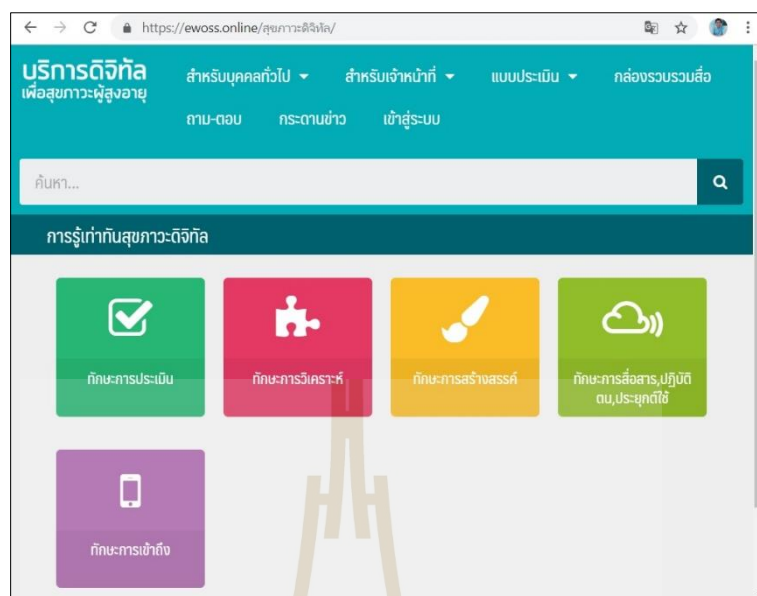 https://ewoss.online/สุขภาวะดิจิทัล/
บริการดิจิทัล
เพื่อสุขภาวะผู้สูงอายุ
สำหรับบุคคลทั่วไป
สำหรับเจ้าหน้าที่
แบบประเมิน
กล่องรวบรวมสื่อ
ถาม-ตอบ
กระดานข่าว
เข้าสู่ระบบ
ค้นหา...
การรู้เท่าทันสุขภาวะดิจิทัล
ทักษะการประเมิน
ทักษะการวิเคราะห์
ทักษะการสร้างสรรค์
ทักษะการสื่อสาร,ปฏิบัติ
ตน,ประยุกต์ใช้
ทักษะการเข้าถึง